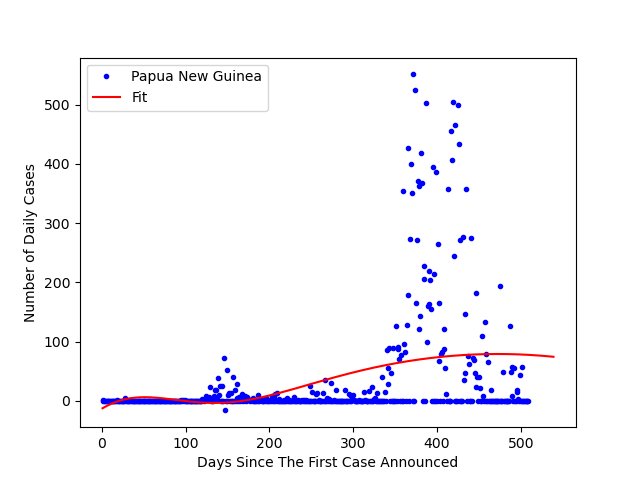 Papua New Guinea
Fit
Number of Daily Cases
500
400
300
200
100
0
0 100 200 300 400 500
Days Since The First Case Announced